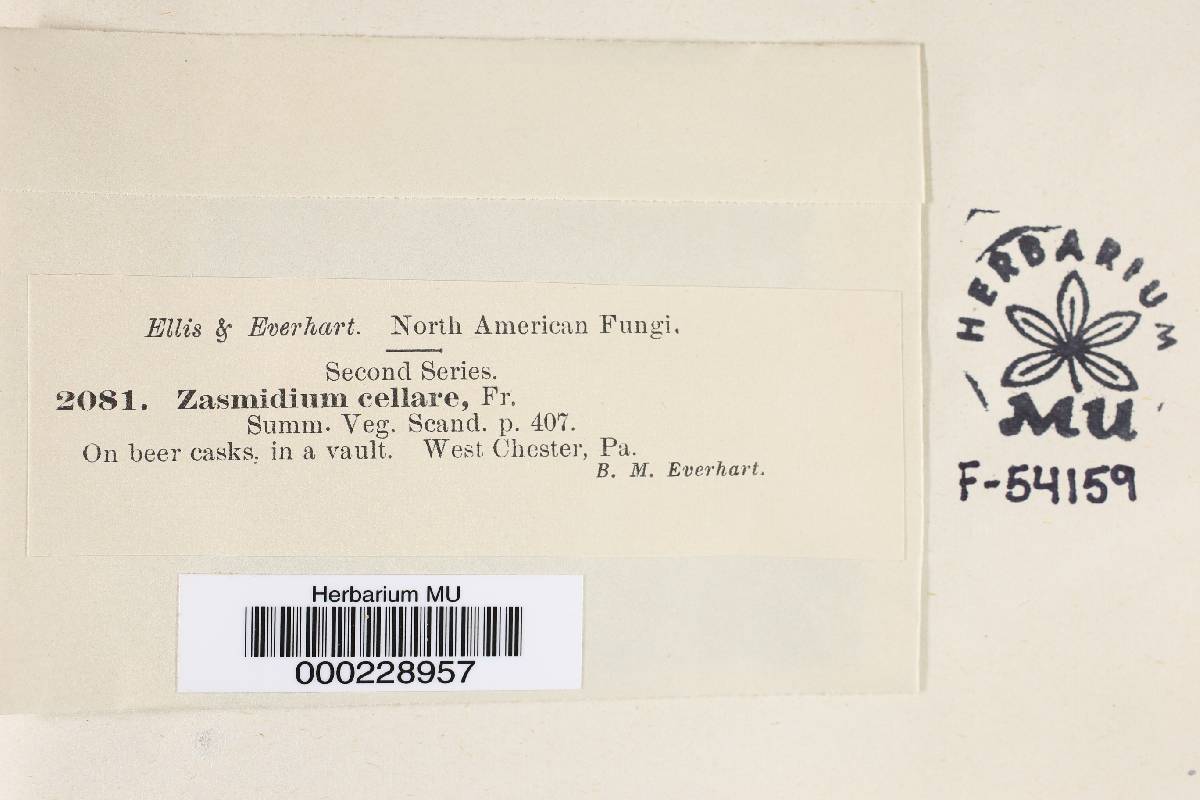 Ellis & Everhart. North American Fungi.
Second Series.
2081. Zasmidium cellare, Fr.
Summ. Veg. Scand. p. 407.
On beer casks, in a vault. West Chester, Pa.
B. M. Everhart.
Herbarium MU
000228957
HERBARIUM
MU
F-54159